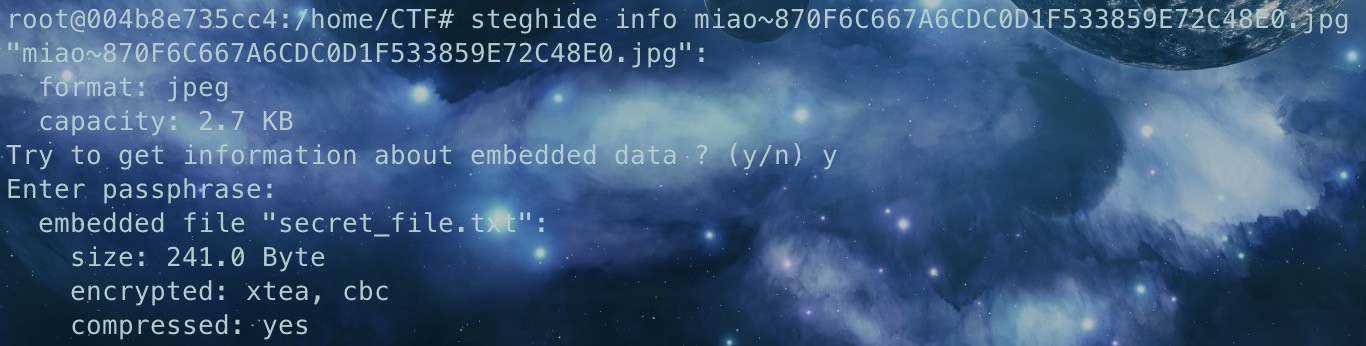 root@004b8e735cc4:/home/CTF# steghide info miao~870F6C667A6CDC0D1F533859E72C48E0.jpg
"miao~870F6C667A6CDC0D1F533859E72C48E0.jpg":
  format: jpeg
  capacity: 2.7 KB
Try to get information about embedded data ? (y/n) y
Enter passphrase:
  embedded file "secret_file.txt":
    size: 241.0 Byte
    encrypted: xtea, cbc
    compressed: yes